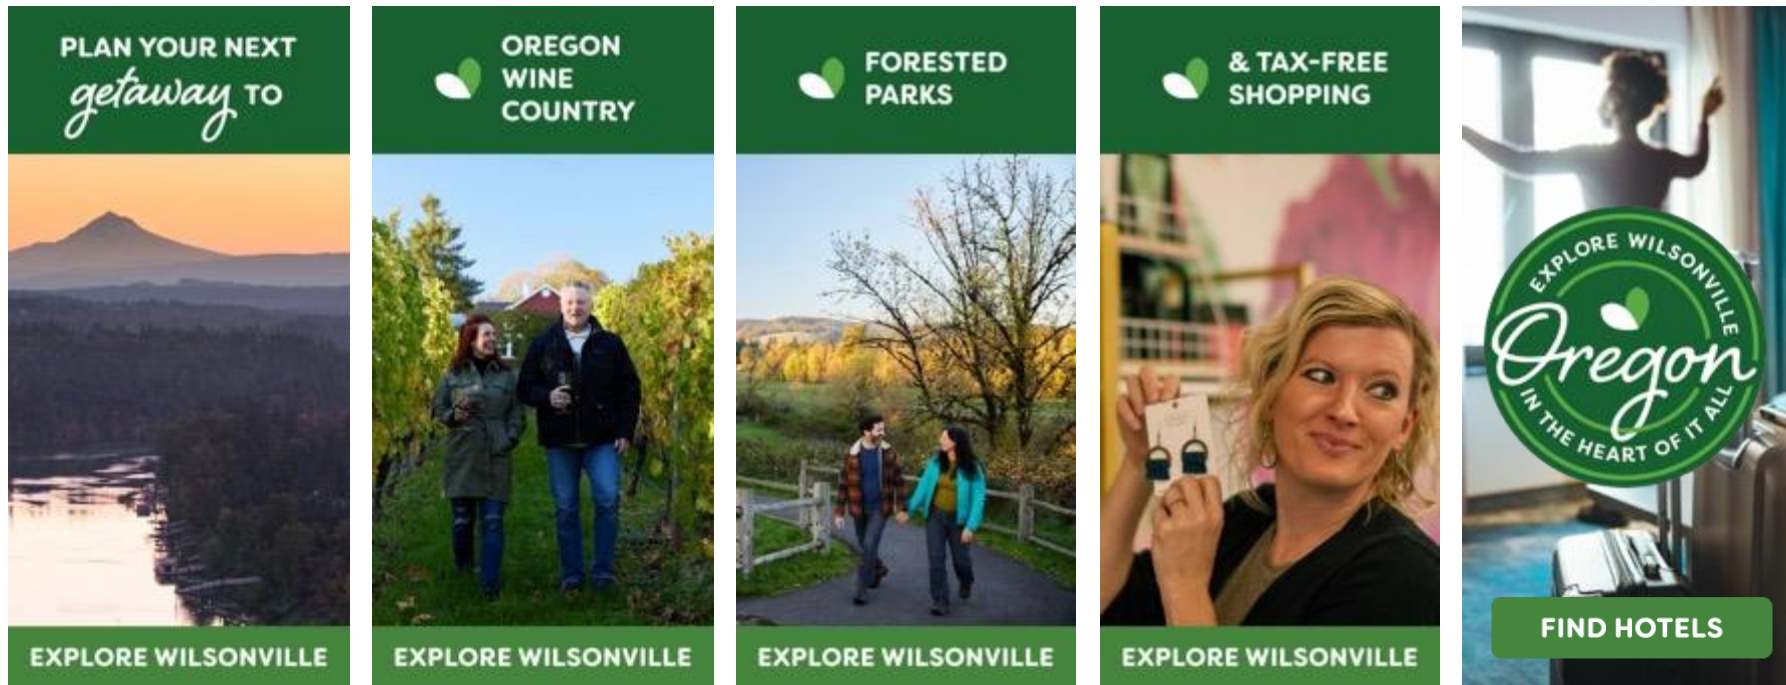 PLAN YOUR NEXT
getaway TO
EXPLORE WILSONVILLE
OREGON
WINE
COUNTRY
EXPLORE WILSONVILLE
FORESTED
PARKS
EXPLORE WILSONVILLE
& TAX-FREE
SHOPPING
EXPLORE WILSONVILLE
EXPLORE WILSONVILLE
Oregon
IN THE HEART OF IT ALL
FIND HOTELS